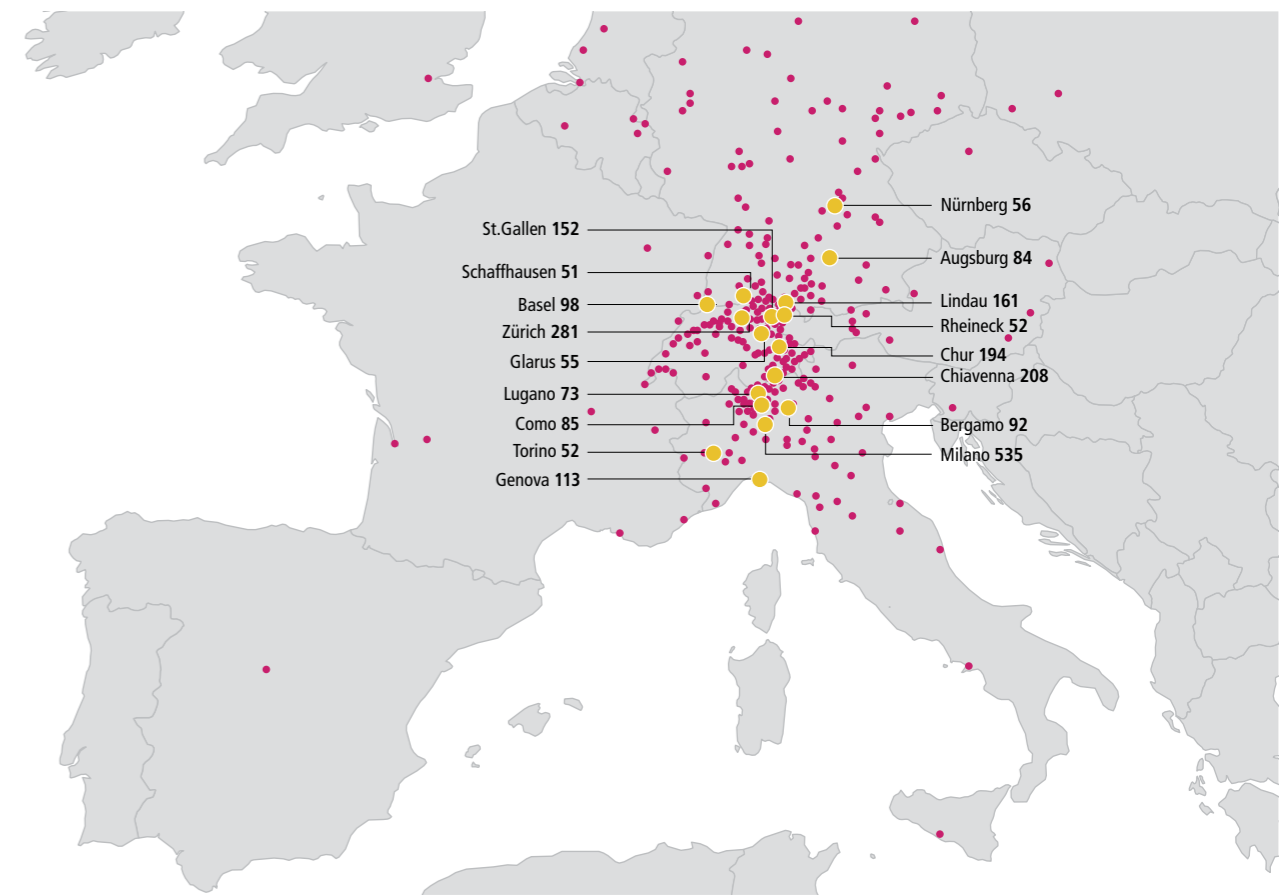 St.Gallen 152
Schaffhausen 51
Basel 98
Zürich 281
Glarus 55
Lugano 73
Como 85
Torino 52
Genova 113
Nürnberg 56
Augsburg 84
Lindau 161
Rheineck 52
Chur 194
Chiavenna 208
Bergamo 92
Milano 535